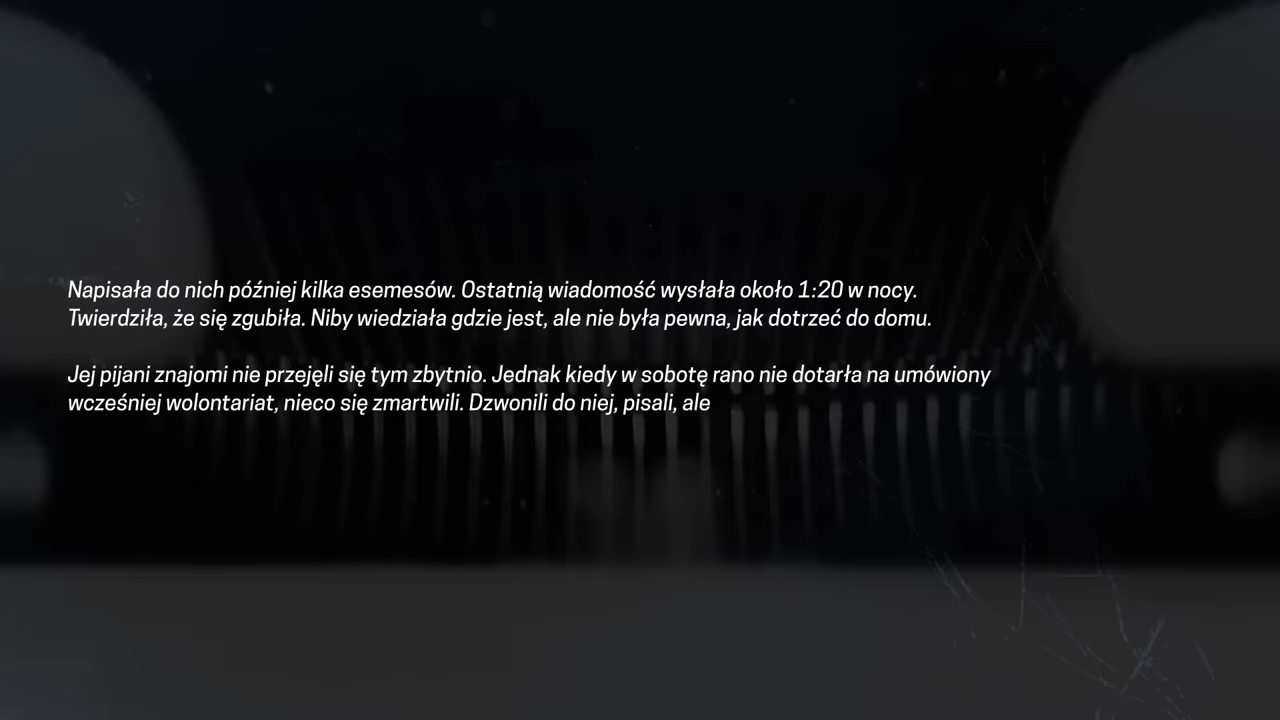 Napisała do nich później kilka esemesów. Ostatnią wiadomość wysłała około 1:20 w nocy.
Twierdziła, że się zgubiła. Niby wiedziała gdzie jest, ale nie była pewna, jak dotrzeć do domu.
Jej pijani znajomi nie przejęli się tym zbytnio. Jednak kiedy w sobotę rano nie dotarła na umówiony
wcześniej wolontariat, nieco się zmartwili. Dzwonili do niej, pisali, ale